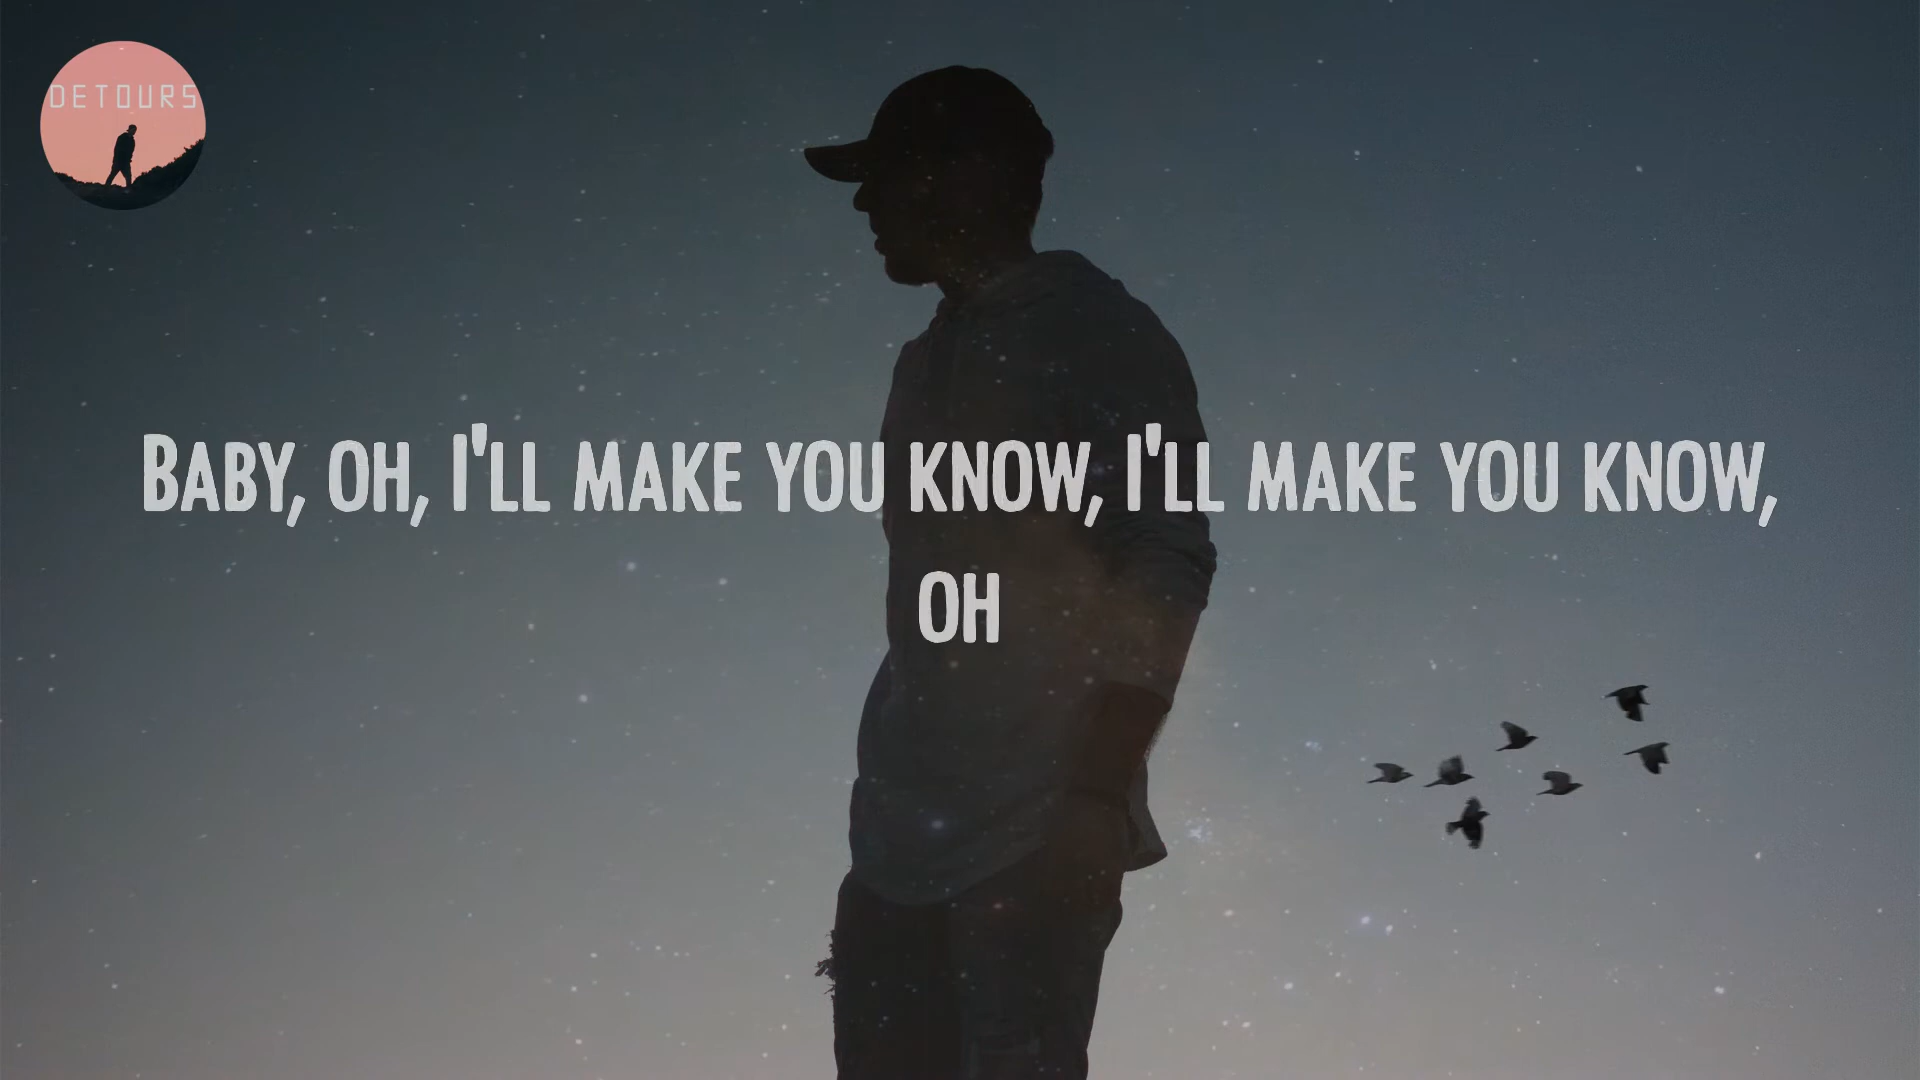 DETOURS
BABY, OH, I'LL MAKE YOU KNOW, I'LL MAKE YOU KNOW,
OH